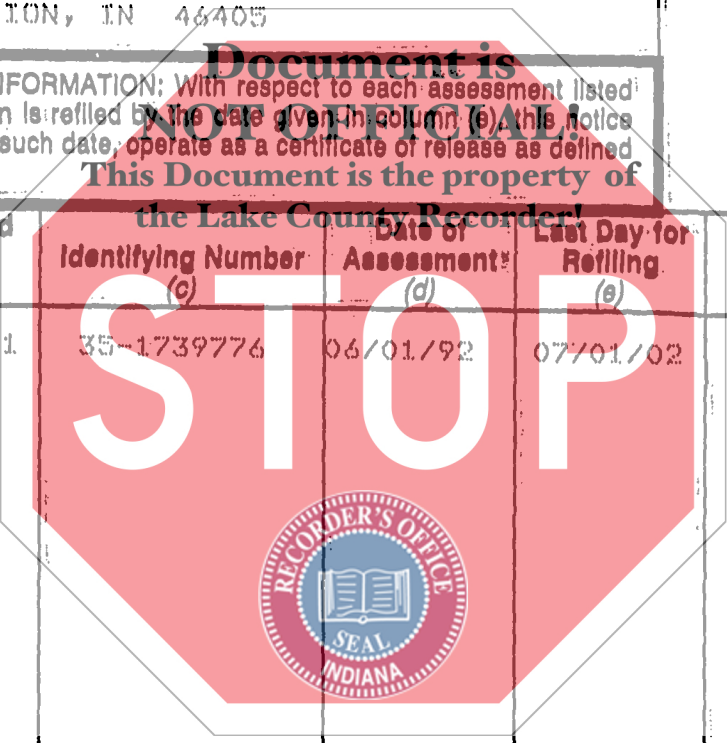 ION, IN 46405
Document is
NFORMATION: With respect to each assessment listed
n is refiled by the date given in column (e), this notice
NOT OFFICIAL!
such date, operate as a certificate of release as defined
This Document is the property of
the Lake County Recorder!
d
Identifying Number Date of Assessment* Last Day for Refiling
(c) (d) (e)
1 35-1739776 06/01/92 07/01/02
STOP
RECORDER'S OFFICE
SEAL
INDIANA